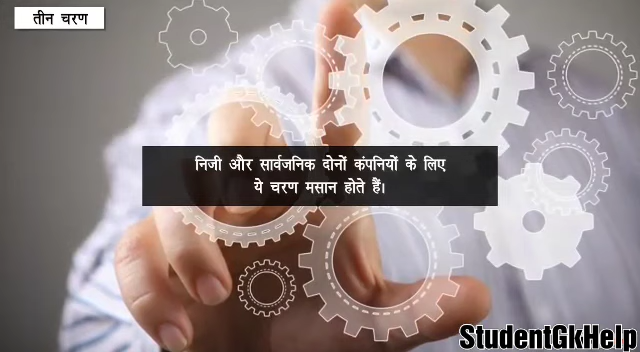 तीन चरण
निजी और सार्वजनिक दोनों कंपनियों के लिए
ये चरण मसान होते हैं।
StudentGkHelp